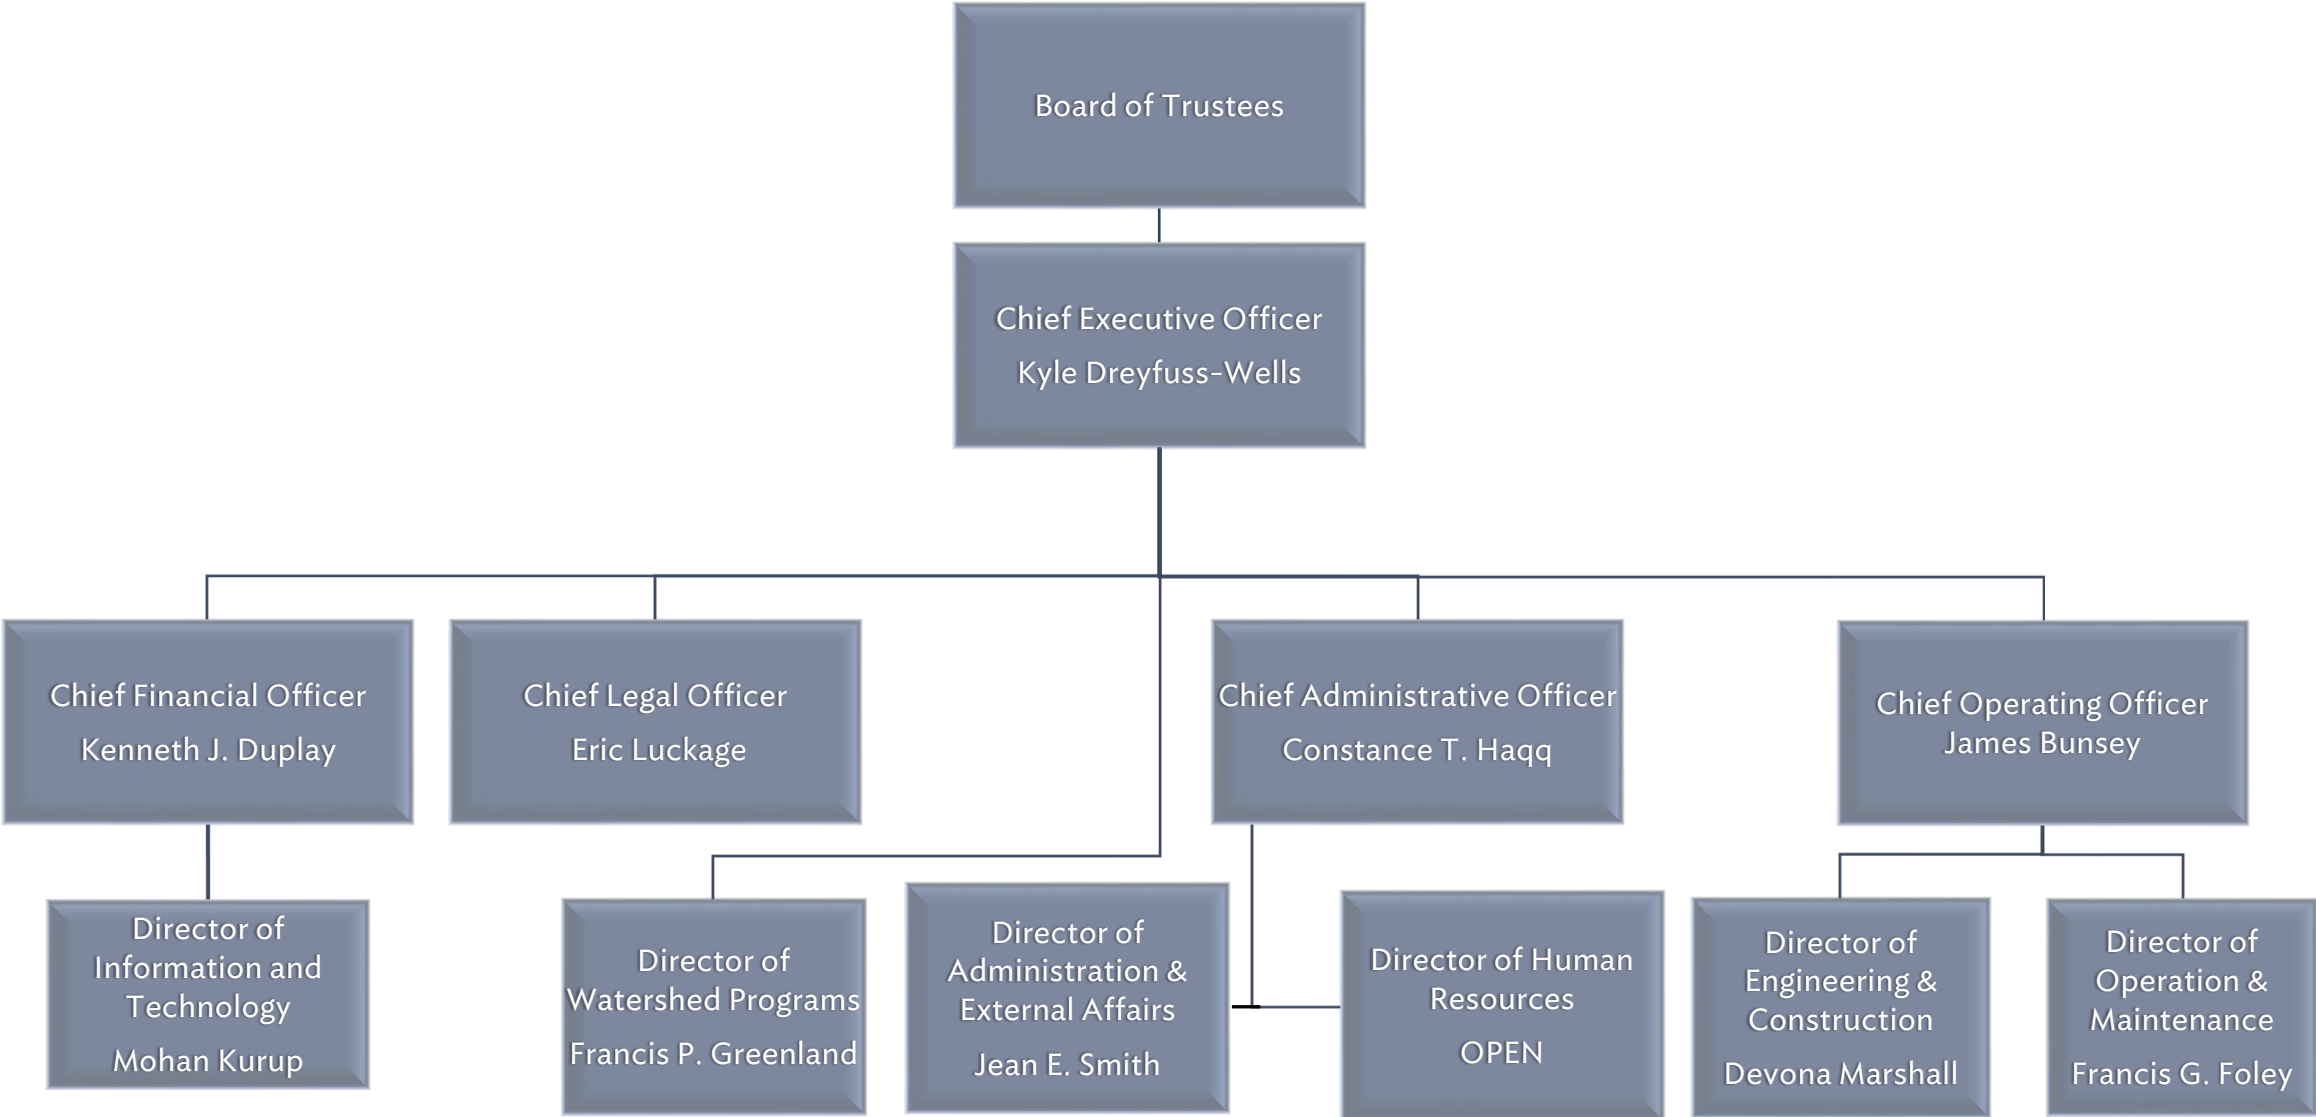 Board of Trustees
Chief Executive Officer
Kyle Dreyfuss-Wells
Chief Financial Officer
Kenneth J. Duplay
Chief Legal Officer
Eric Luckage
Chief Administrative Officer
Constance T. Haqq
Chief Operating Officer
James Bunsey
Director of
Information and
Technology
Mohan Kurup
Director of
Watershed Programs
Francis P. Greenland
Director of
Administration &
External Affairs
Jean E. Smith
Director of Human
Resources
OPEN
Director of
Engineering &
Construction
Devona Marshall
Director of
Operation &
Maintenance
Francis G. Foley